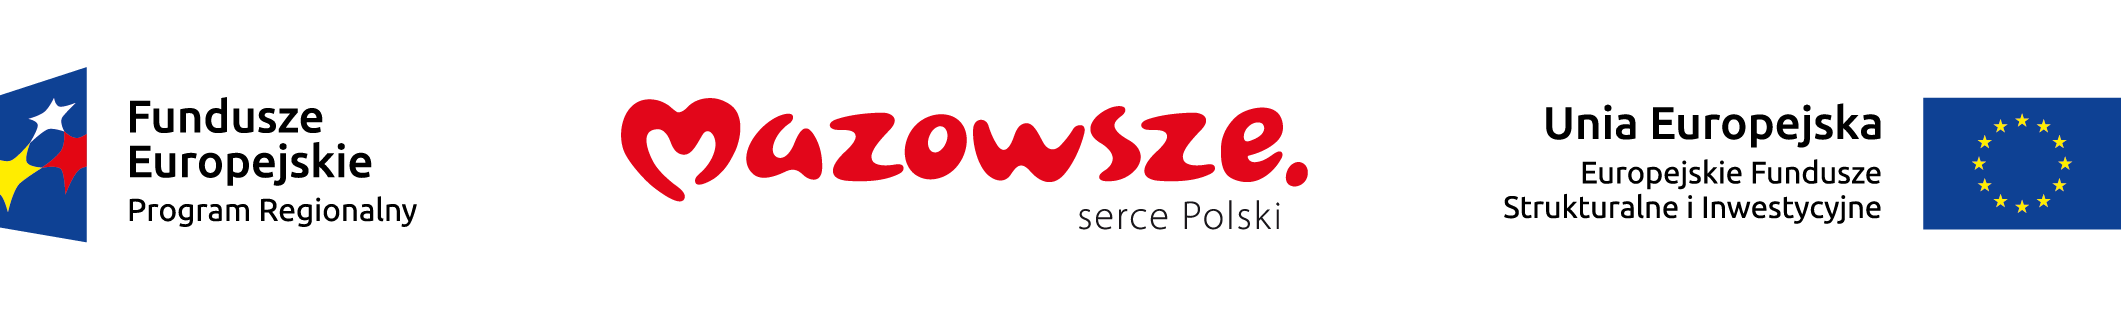 Fundusze
Europejskie
Program Regionalny
Mazowsze.
serce Polski
Unia Europejska
Europejskie Fundusze
Strukturalne i Inwestycyjne